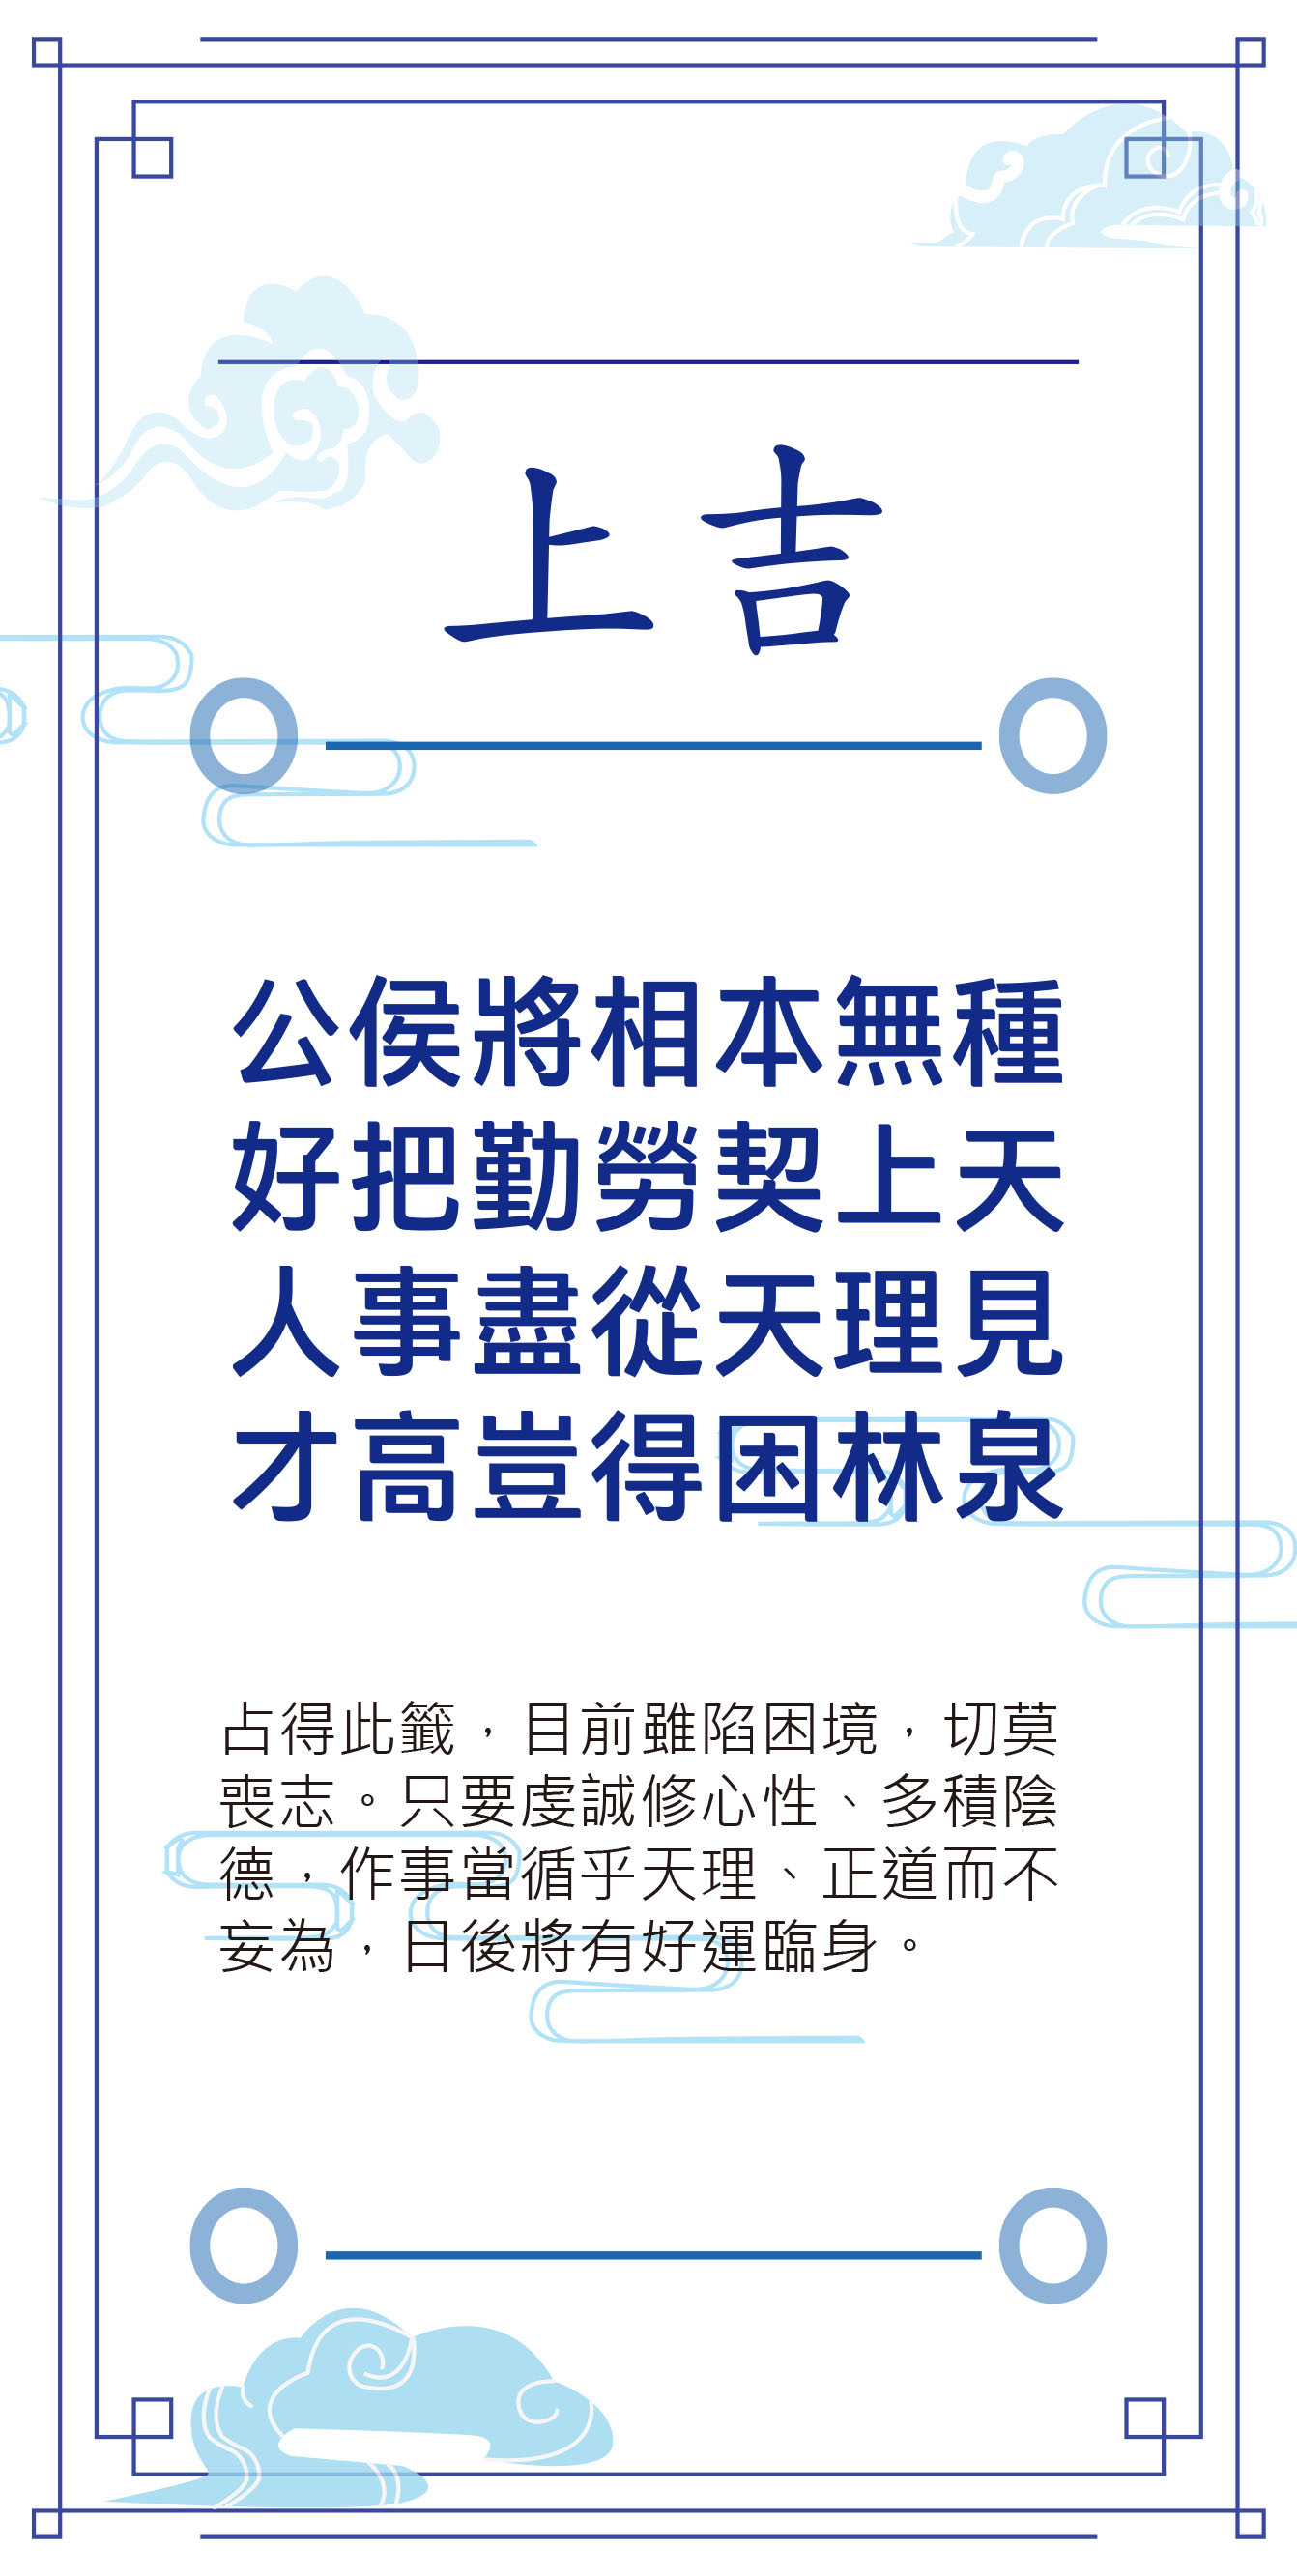 上吉
公侯將相本無種
好把勤勞契上天
人事盡從天理見
才高豈得困林泉
占得此籤，目前雖陷困境，切莫
喪志。只要虔誠修心性、多積陰
德，作事當循乎天理、正道而不
妄為，日後將有好運臨身。